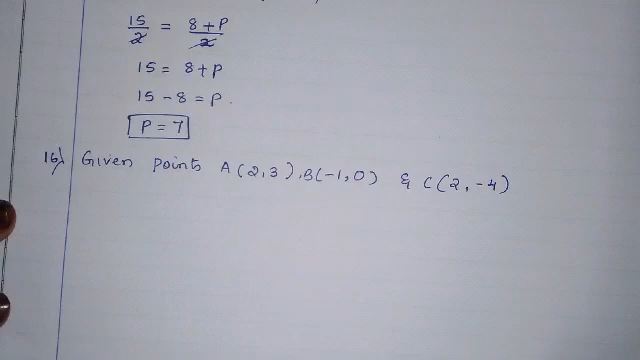 15/2 = 8+P/2
15 = 8+P
15 - 8 = P.
P = 7
16) Given points A(2,3), B(-1,0) & C(2,-4)